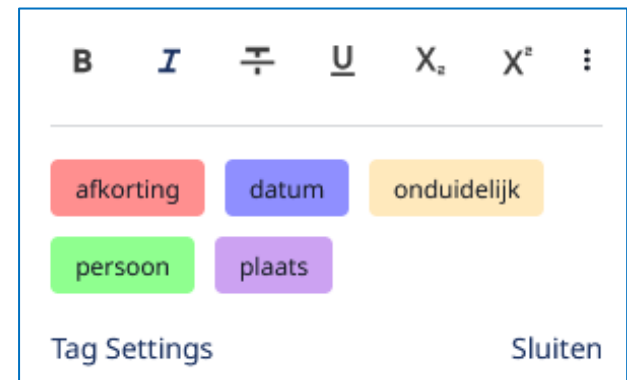 B I T U X₂ X²
afkorting datum onduidelijk
persoon plaats
Tag Settings Sluiten